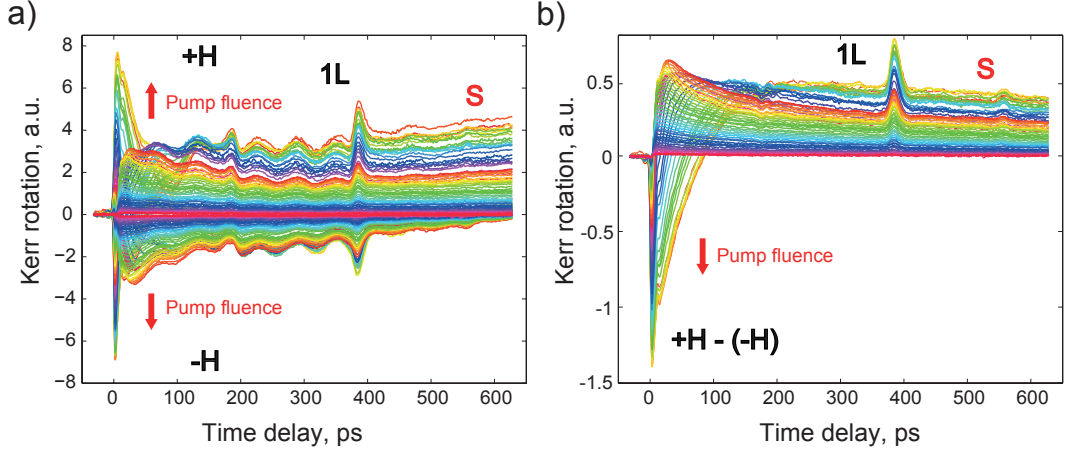 a)
+H
1L
S
Pump fluence
Pump fluence
-H
Kerr rotation, a.u.
8
6
4
2
0
−2
−4
−6
−8
0 100 200 300 400 500 600
Time delay, ps
b)
1L
S
Pump fluence
+H - (-H)
Kerr rotation, a.u.
0.5
0
-0.5
-1
-1.5
0 100 200 300 400 500 600
Time delay, ps